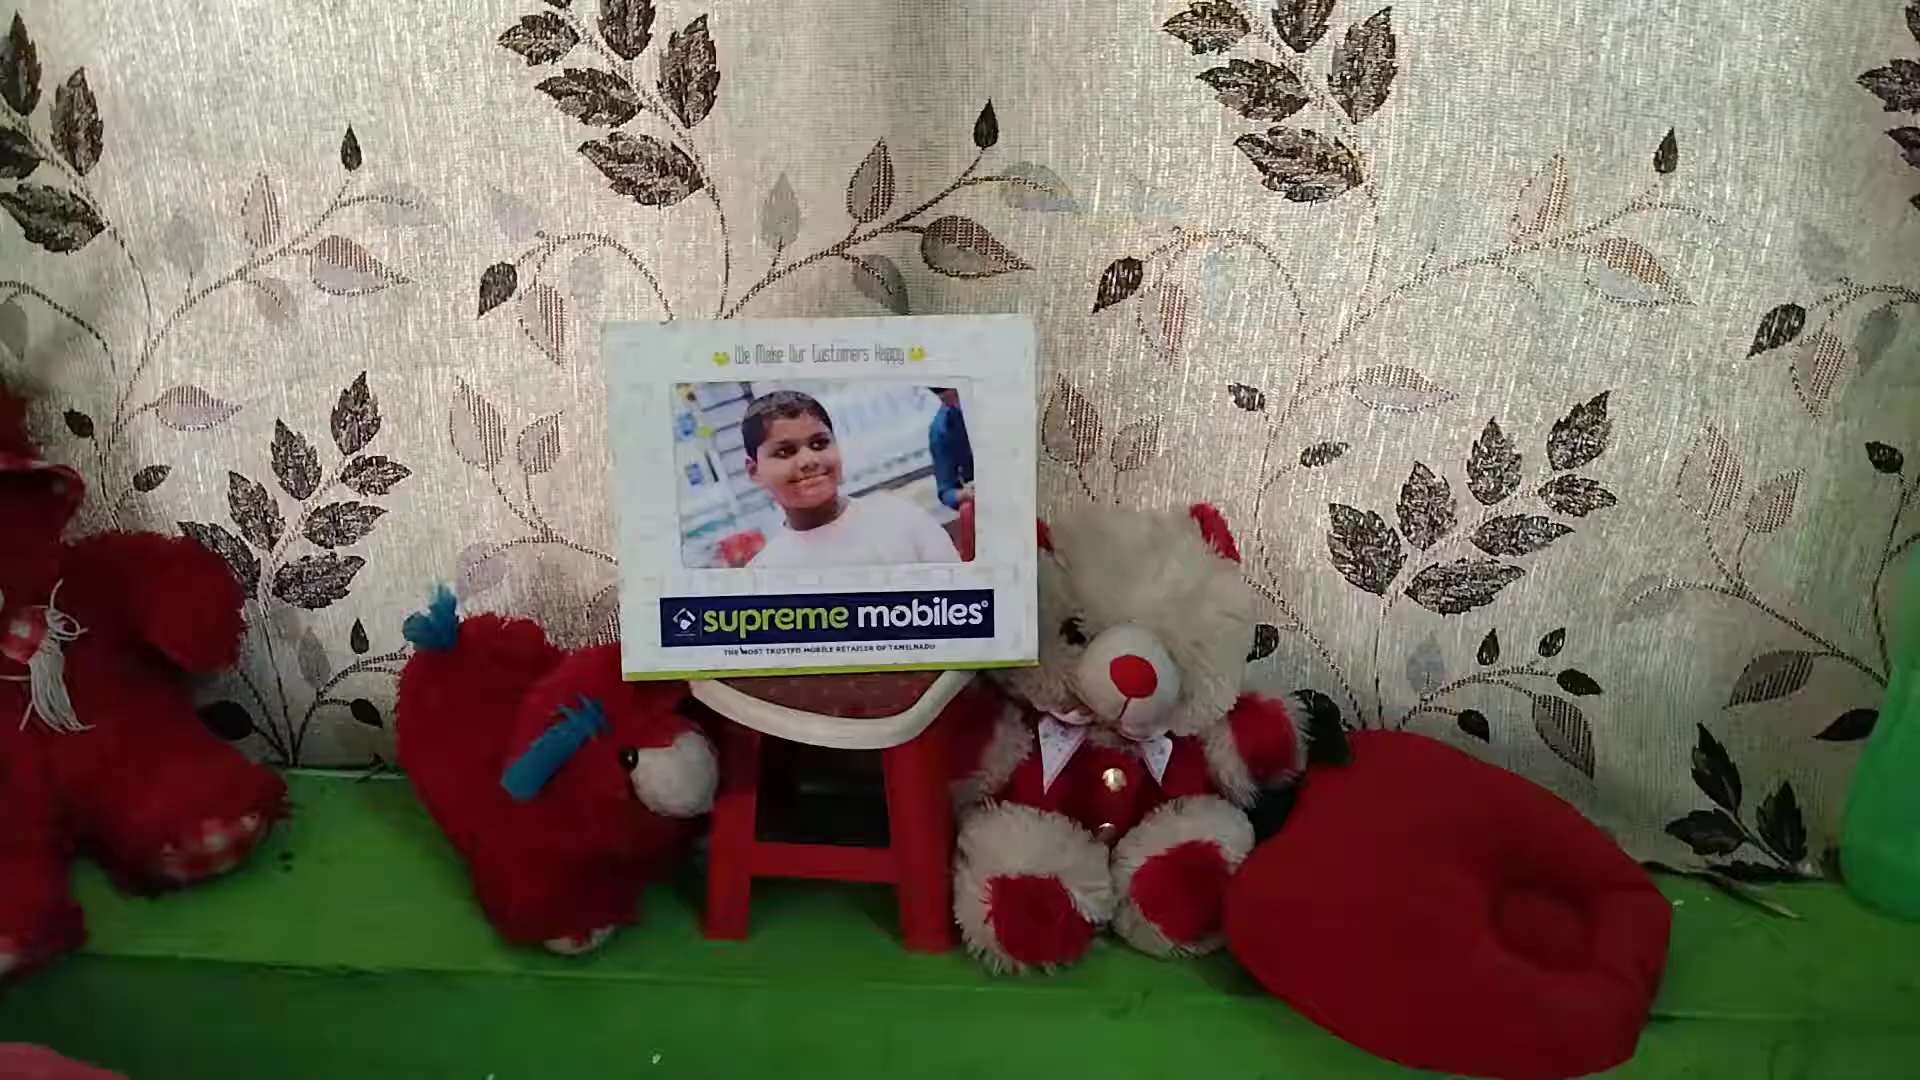 We Make Our Customers Happy
supreme mobiles
THE MOST TRUSTED MOBILE RETAILER OF TAMILNADU